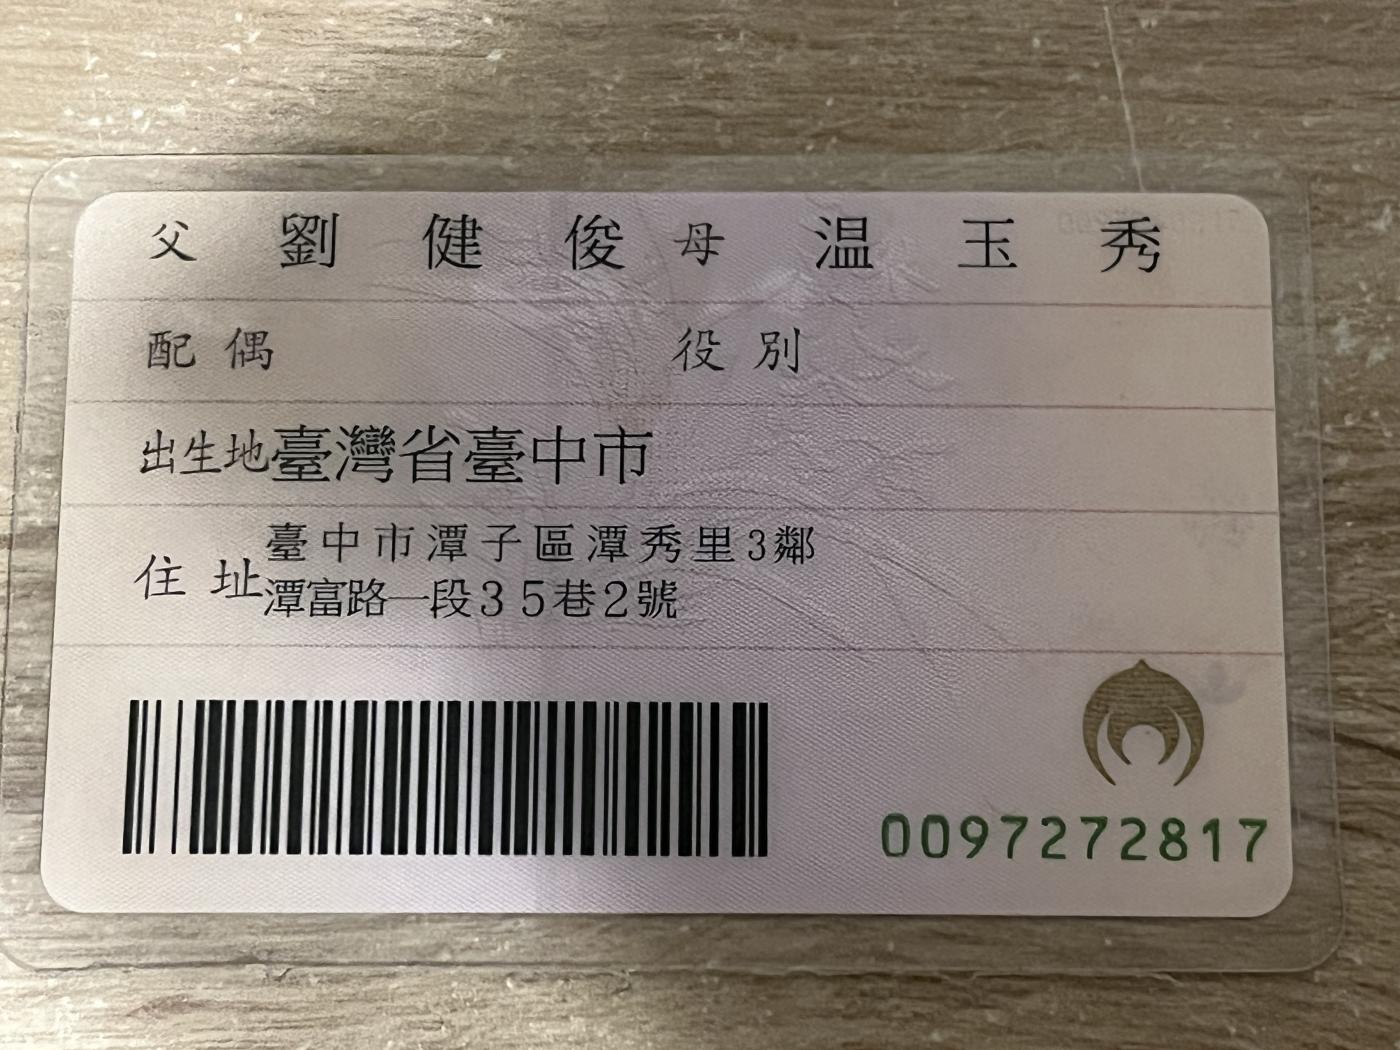 父 劉健俊 母 温玉秀
配偶 役別
出生地 臺灣省臺中市
住址 臺中市潭子區潭秀里3鄰
潭富路一段35巷2號
0097272817